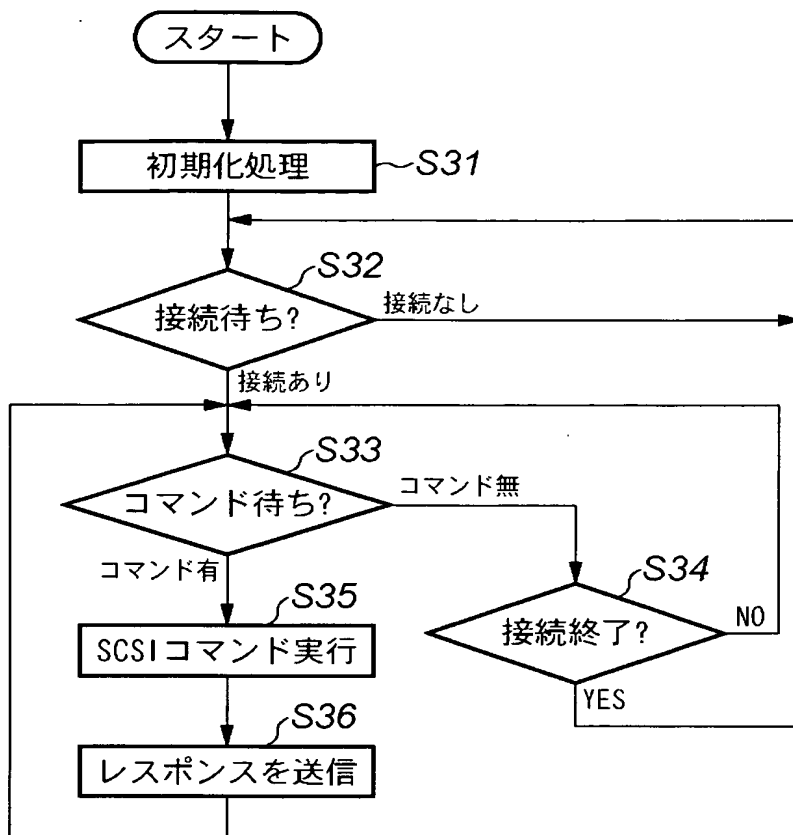 スタート
初期化処理
S31
S32
接続待ち?
接続なし
接続あり
S33
コマンド待ち?
コマンド無
コマンド有
S34
接続終了?
NO
YES
S35
SCSIコマンド実行
S36
レスポンスを送信